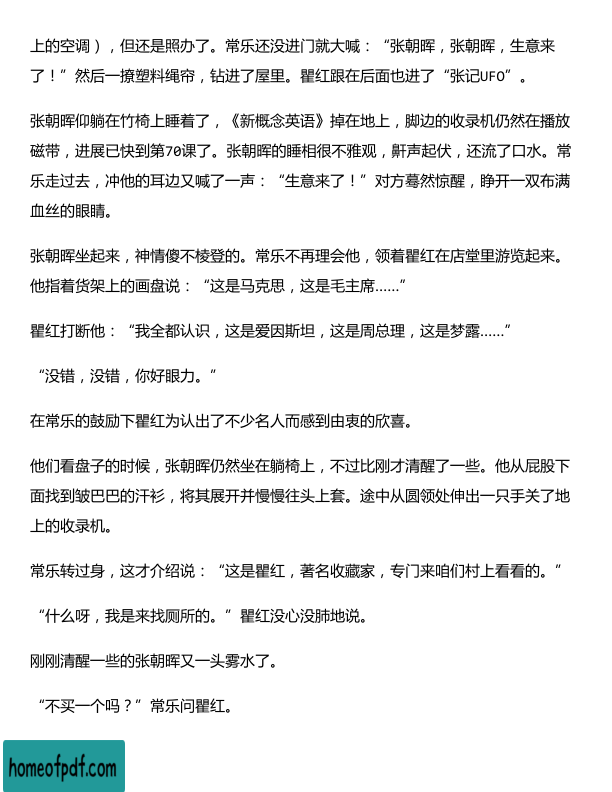 上的空调），但还是照办了。常乐还没进门就大喊：“张朝晖，张朝晖，生意来
了！”然后一撩塑料绳帘，钻进了屋里。瞿红跟在后面也进了“张记UFO”。
张朝晖仰躺在竹椅上睡着了，《新概念英语》掉在地上，脚边的收录机仍然在播放
磁带，进展已快到第70课了。张朝晖的睡相很不雅观，鼾声起伏，还流了口水。常
乐走过去，冲他的耳边又喊了一声：“生意来了！”对方蓦然惊醒，睁开一双布满
血丝的眼睛。
张朝晖坐起来，神情傻不棱登的。常乐不再理会他，领着瞿红在店堂里游览起来。
他指着货架上的画盘说：“这是马克思，这是毛主席……”
瞿红打断他：“我全都认识，这是爱因斯坦，这是周总理，这是梦露……”
“没错，没错，你好眼力。”
在常乐的鼓励下瞿红为认出了不少名人而感到由衷的欣喜。
他们看盘子的时候，张朝晖仍然坐在躺椅上，不过比刚才清醒了一些。他从屁股下
面找到皱巴巴的汗衫，将其展开并慢慢往头上套。途中从圆领处伸出一只手关了地
上的收录机。
常乐转过身，这才介绍说：“这是瞿红，著名收藏家，专门来咱们村上看看的。”
“什么呀，我是来找厕所的。”瞿红没心没肺地说。
刚刚清醒一些的张朝晖又一头雾水了。
“不买一个吗？”常乐问瞿红。
homeofpdf.com